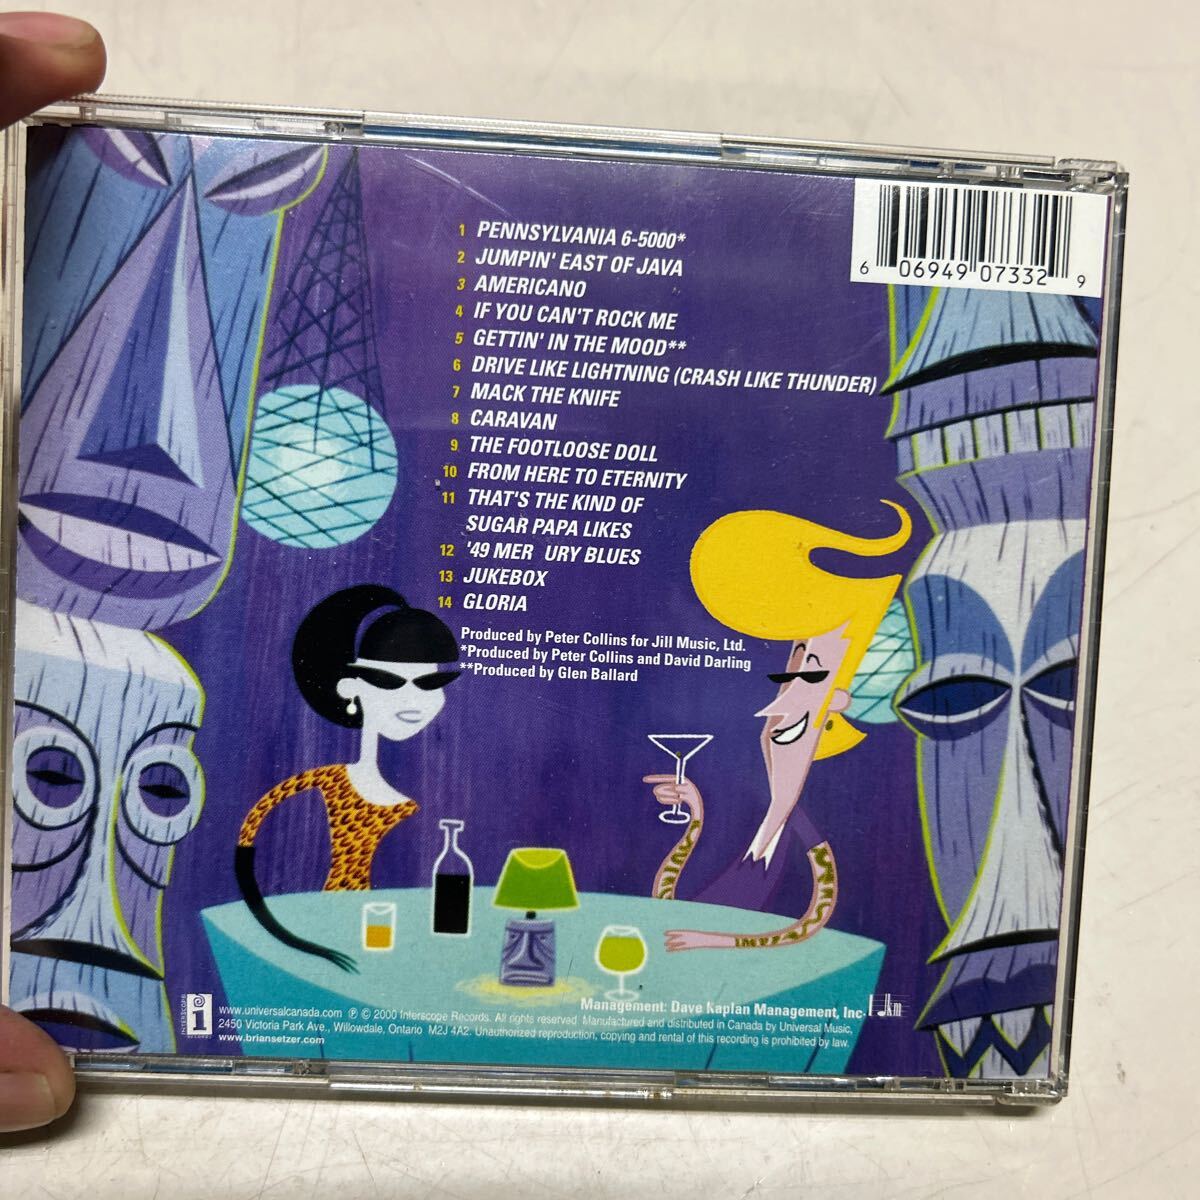 1 PENNSYLVANIA 6-5000*
2 JUMPIN' EAST OF JAVA
3 AMERICANO
4 IF YOU CAN'T ROCK ME
5 GETTIN' IN THE MOOD**
6 DRIVE LIKE LIGHTNING (CRASH LIKE THUNDER)
7 MACK THE KNIFE
8 CARAVAN
9 THE FOOTLOOSE DOLL
10 FROM HERE TO ETERNITY
11 THAT'S THE KIND OF
SUGAR PAPA LIKES
12 '49 MER URY BLUES
13 JUKEBOX
14 GLORIA
Produced by Peter Collins for Jill Music, Ltd.
*Produced by Peter Collins and David Darling
**Produced by Glen Ballard
6 06949 07332 9
Management: Dave Kaplan Management, Inc.
dkm
INTERSCOPE
RECORDS
www.universalcanada.com ℗ © 2000 Interscope Records. All rights reserved. Manufactured and distributed in Canada by Universal Music,
2450 Victoria Park Ave., Willowdale, Ontario M2J 4A2. Unauthorized reproduction, copying and rental of this recording is prohibited by law.
www.briansetzer.com